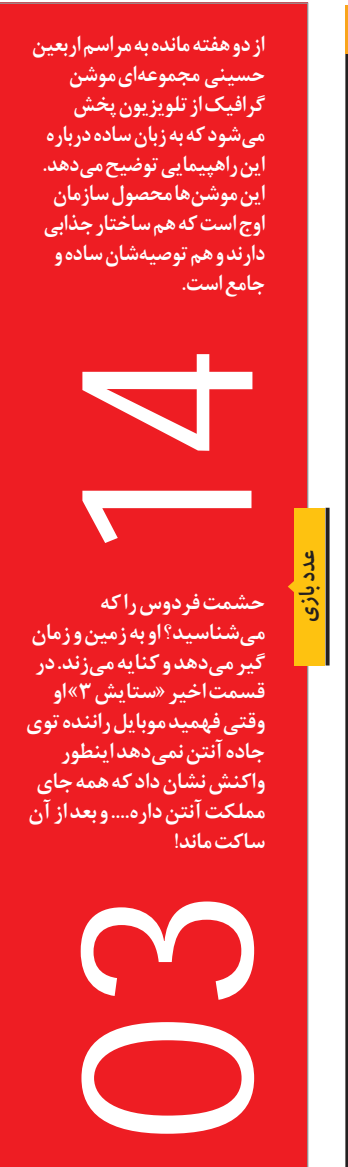 عدد بازی
از دو هفته مانده به مراسم اربعین
حسینی مجموعه‌ای موشن
گرافیک از تلویزیون پخش
می‌شود که به زبان ساده درباره
این راهپیمایی توضیح می‌دهد.
این موشن‌ها محصول سازمان
اوج است که هم ساختار جذابی
دارند و هم توصیه‌شان ساده و
جامع است.
14
حشمت فردوس را که
می‌شناسید؟ او به زمین و زمان
گیر می‌دهد و کنایه می‌زند. در
قسمت اخیر «ستایش ۳» او
وقتی فهمید موبایل راننده توی
جاده آنتن نمی‌دهد اینطور
واکنش نشان داد که همه جای
مملکت آنتن داره.... و بعد از آن
ساکت ماند!
03